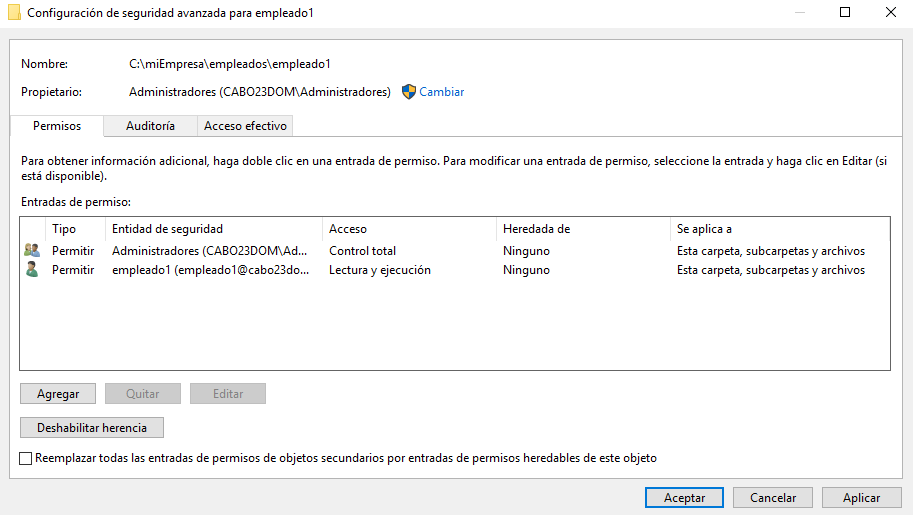 Configuración de seguridad avanzada para empleado1
Nombre: C:\miEmpresa\empleados\empleado1
Propietario: Administradores (CABO23DOM\Administradores) Cambiar
Permisos Auditoría Acceso efectivo
Para obtener información adicional, haga doble clic en una entrada de permiso. Para modificar una entrada de permiso, seleccione la entrada y haga clic en Editar (si
está disponible).
Entradas de permiso:
Tipo Entidad de seguridad Acceso Heredada de Se aplica a
Permitir Administradores (CABO23DOM\Ad... Control total Ninguno Esta carpeta, subcarpetas y archivos
Permitir empleado1 (empleado1@cabo23do... Lectura y ejecución Ninguno Esta carpeta, subcarpetas y archivos
Agregar Quitar Editar
Deshabilitar herencia
Reemplazar todas las entradas de permisos de objetos secundarios por entradas de permisos heredables de este objeto
Aceptar Cancelar Aplicar